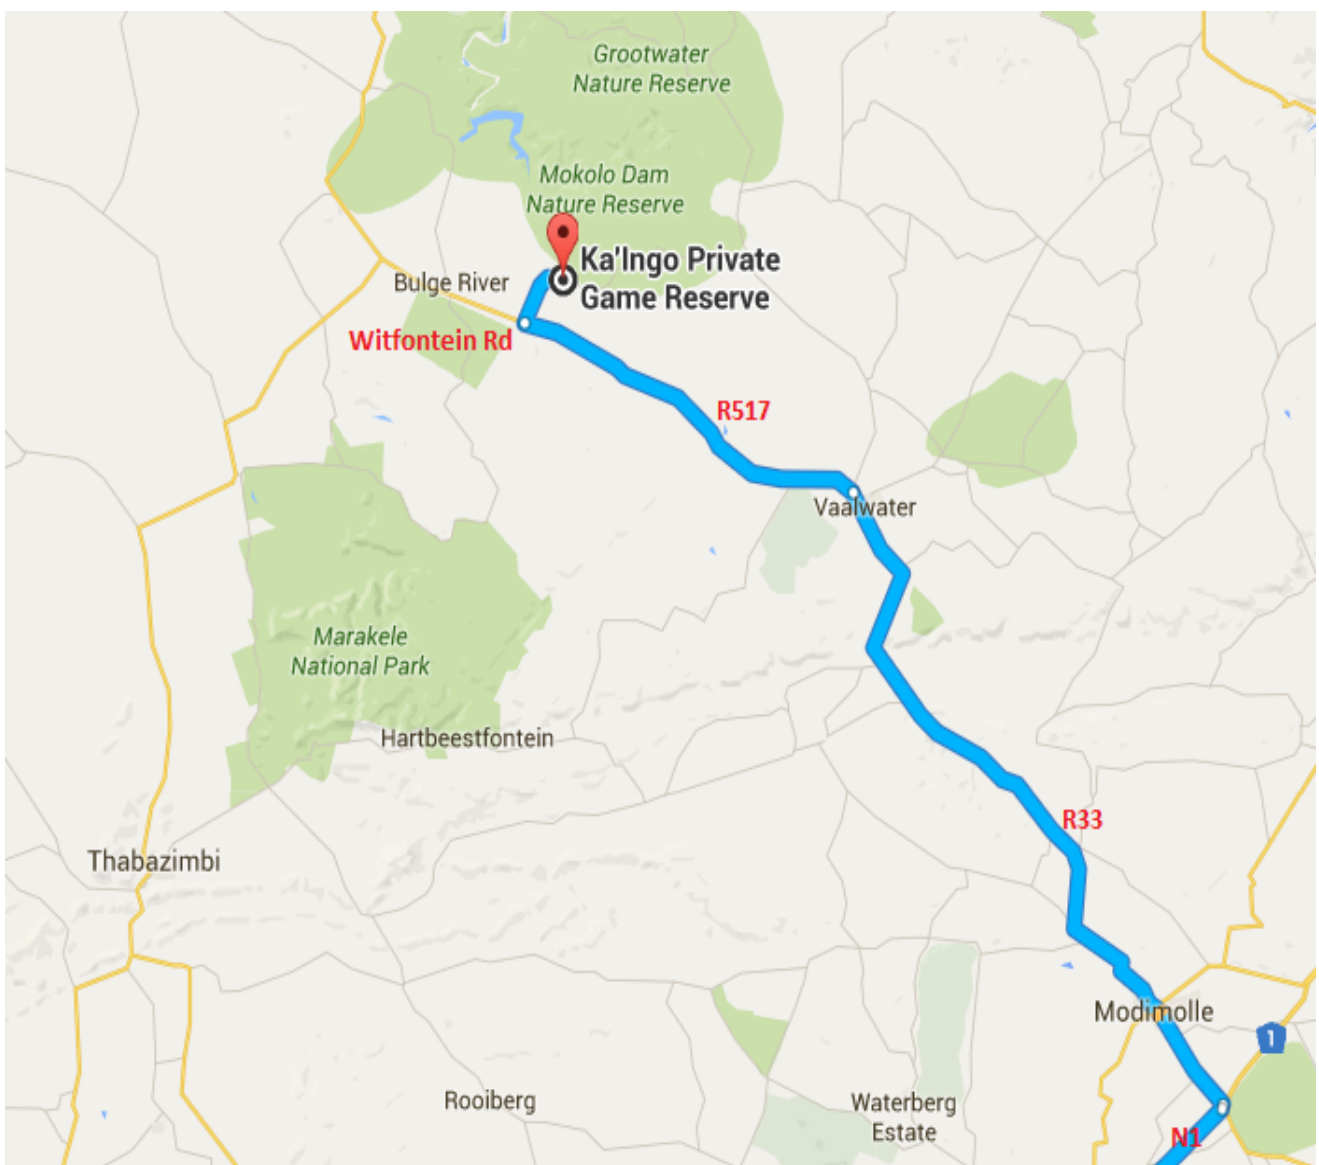 Grootwater
Nature Reserve
Mokolo Dam
Nature Reserve
Ka'Ingo Private
Game Reserve
Bulge River
Witfontein Rd
R517
Vaalwater
Marakele
National Park
Hartbeestfontein
R33
Thabazimbi
Modimolle
1
Rooiberg
Waterberg
Estate
N1